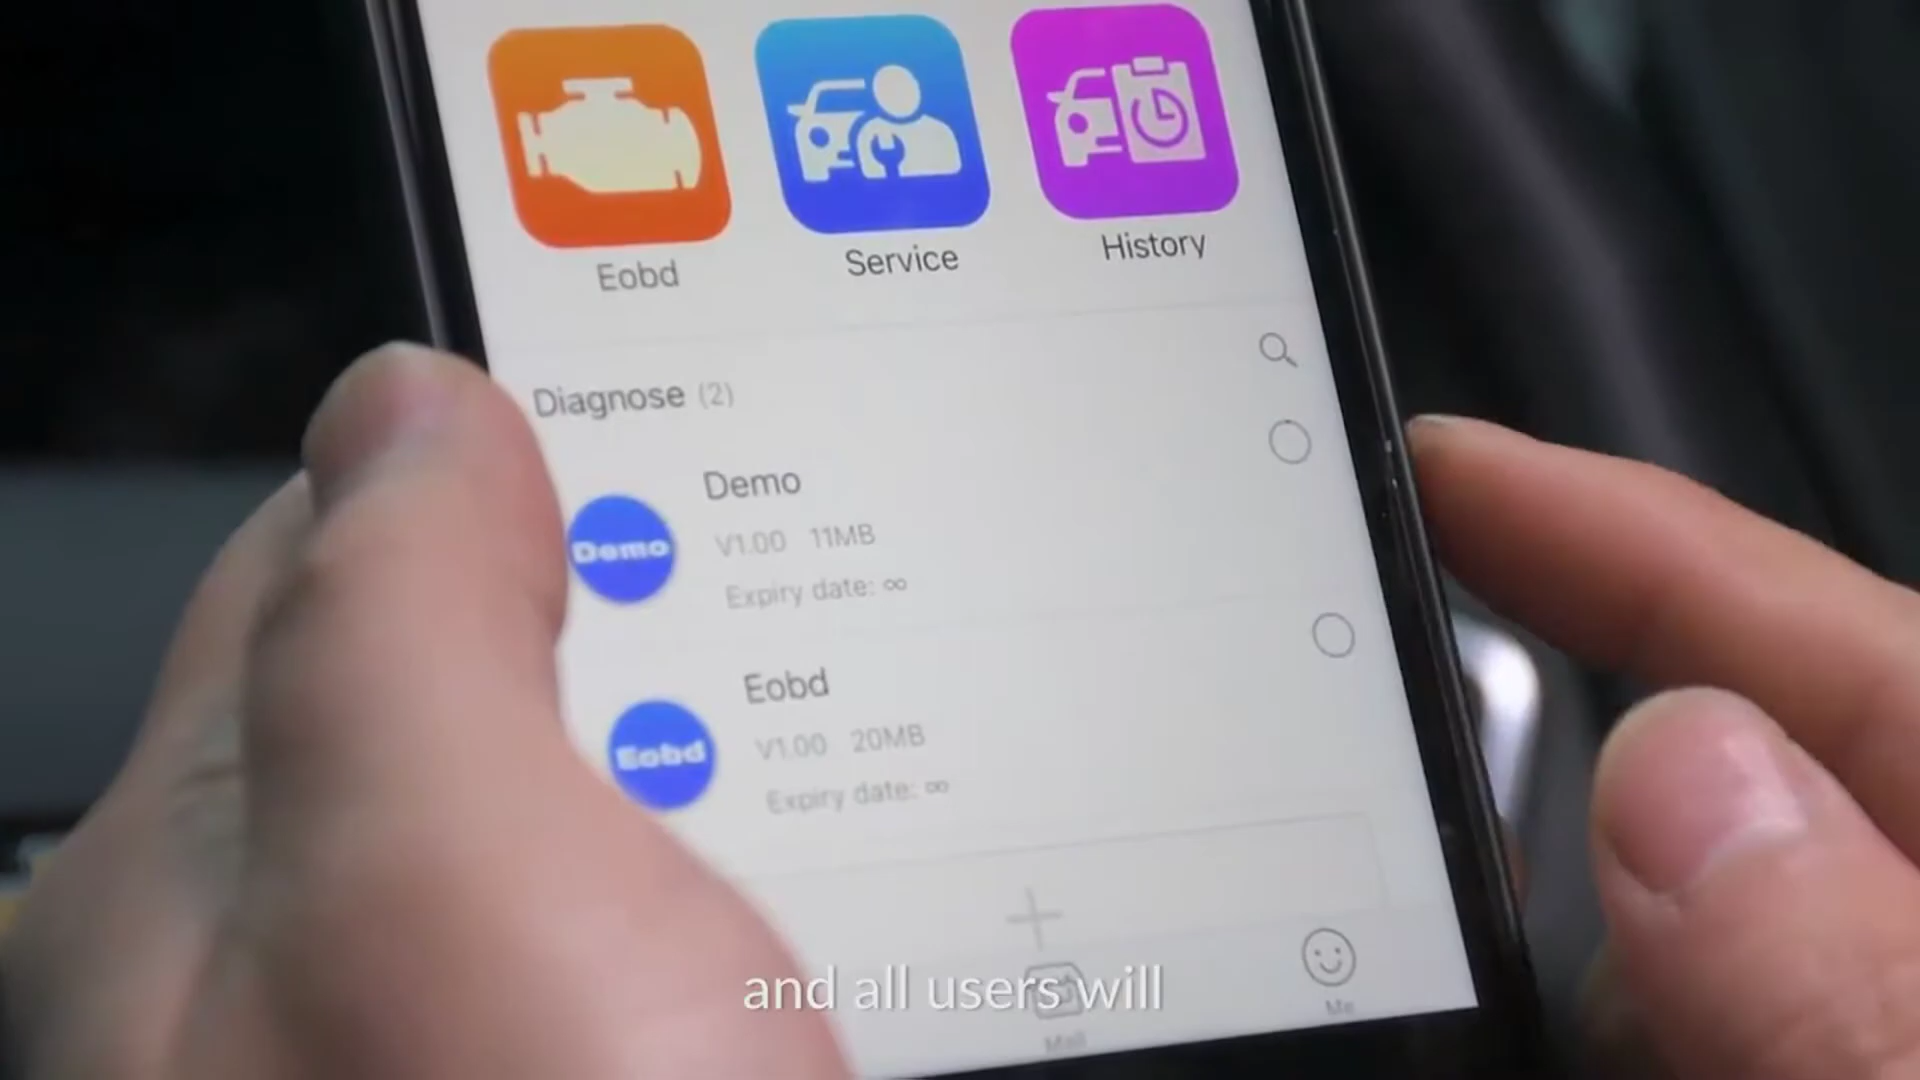 Eobd
Service
History
Diagnose (2)
Demo
Demo
V1.00 11MB
Expiry date: ∞
Eobd
Eobd
V1.00 20MB
Expiry date: ∞
and all users will
Mall
Me